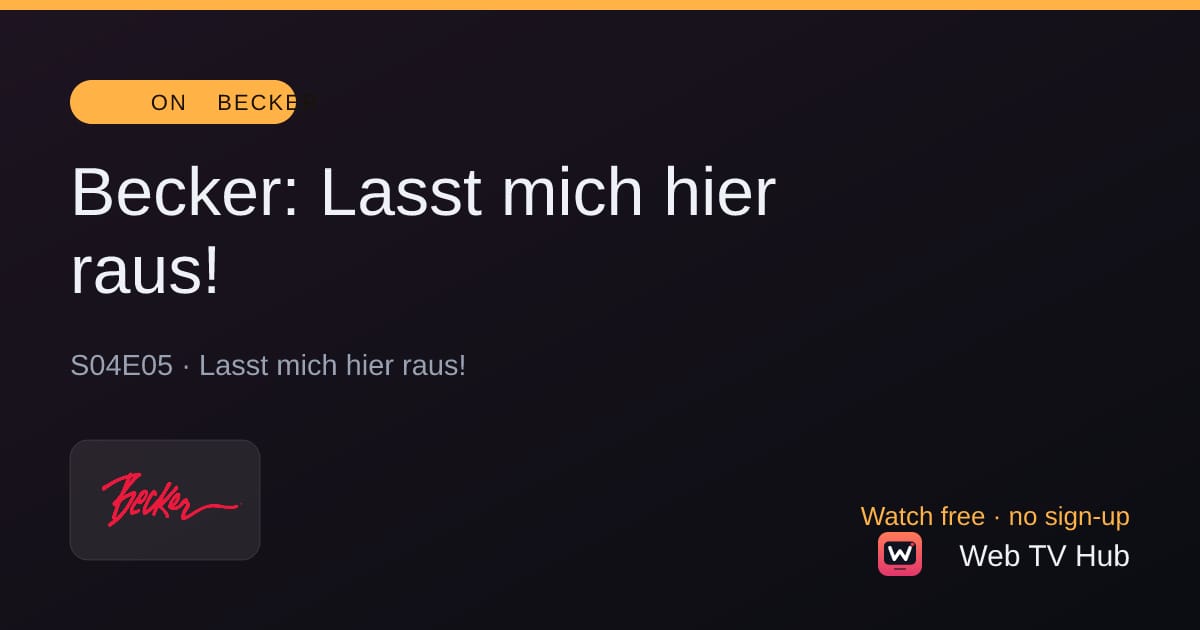 ON BECKER
Becker: Lasst mich hier
raus!
S04E05 · Lasst mich hier raus!
Becker
Watch free · no sign-up
W
Web TV Hub